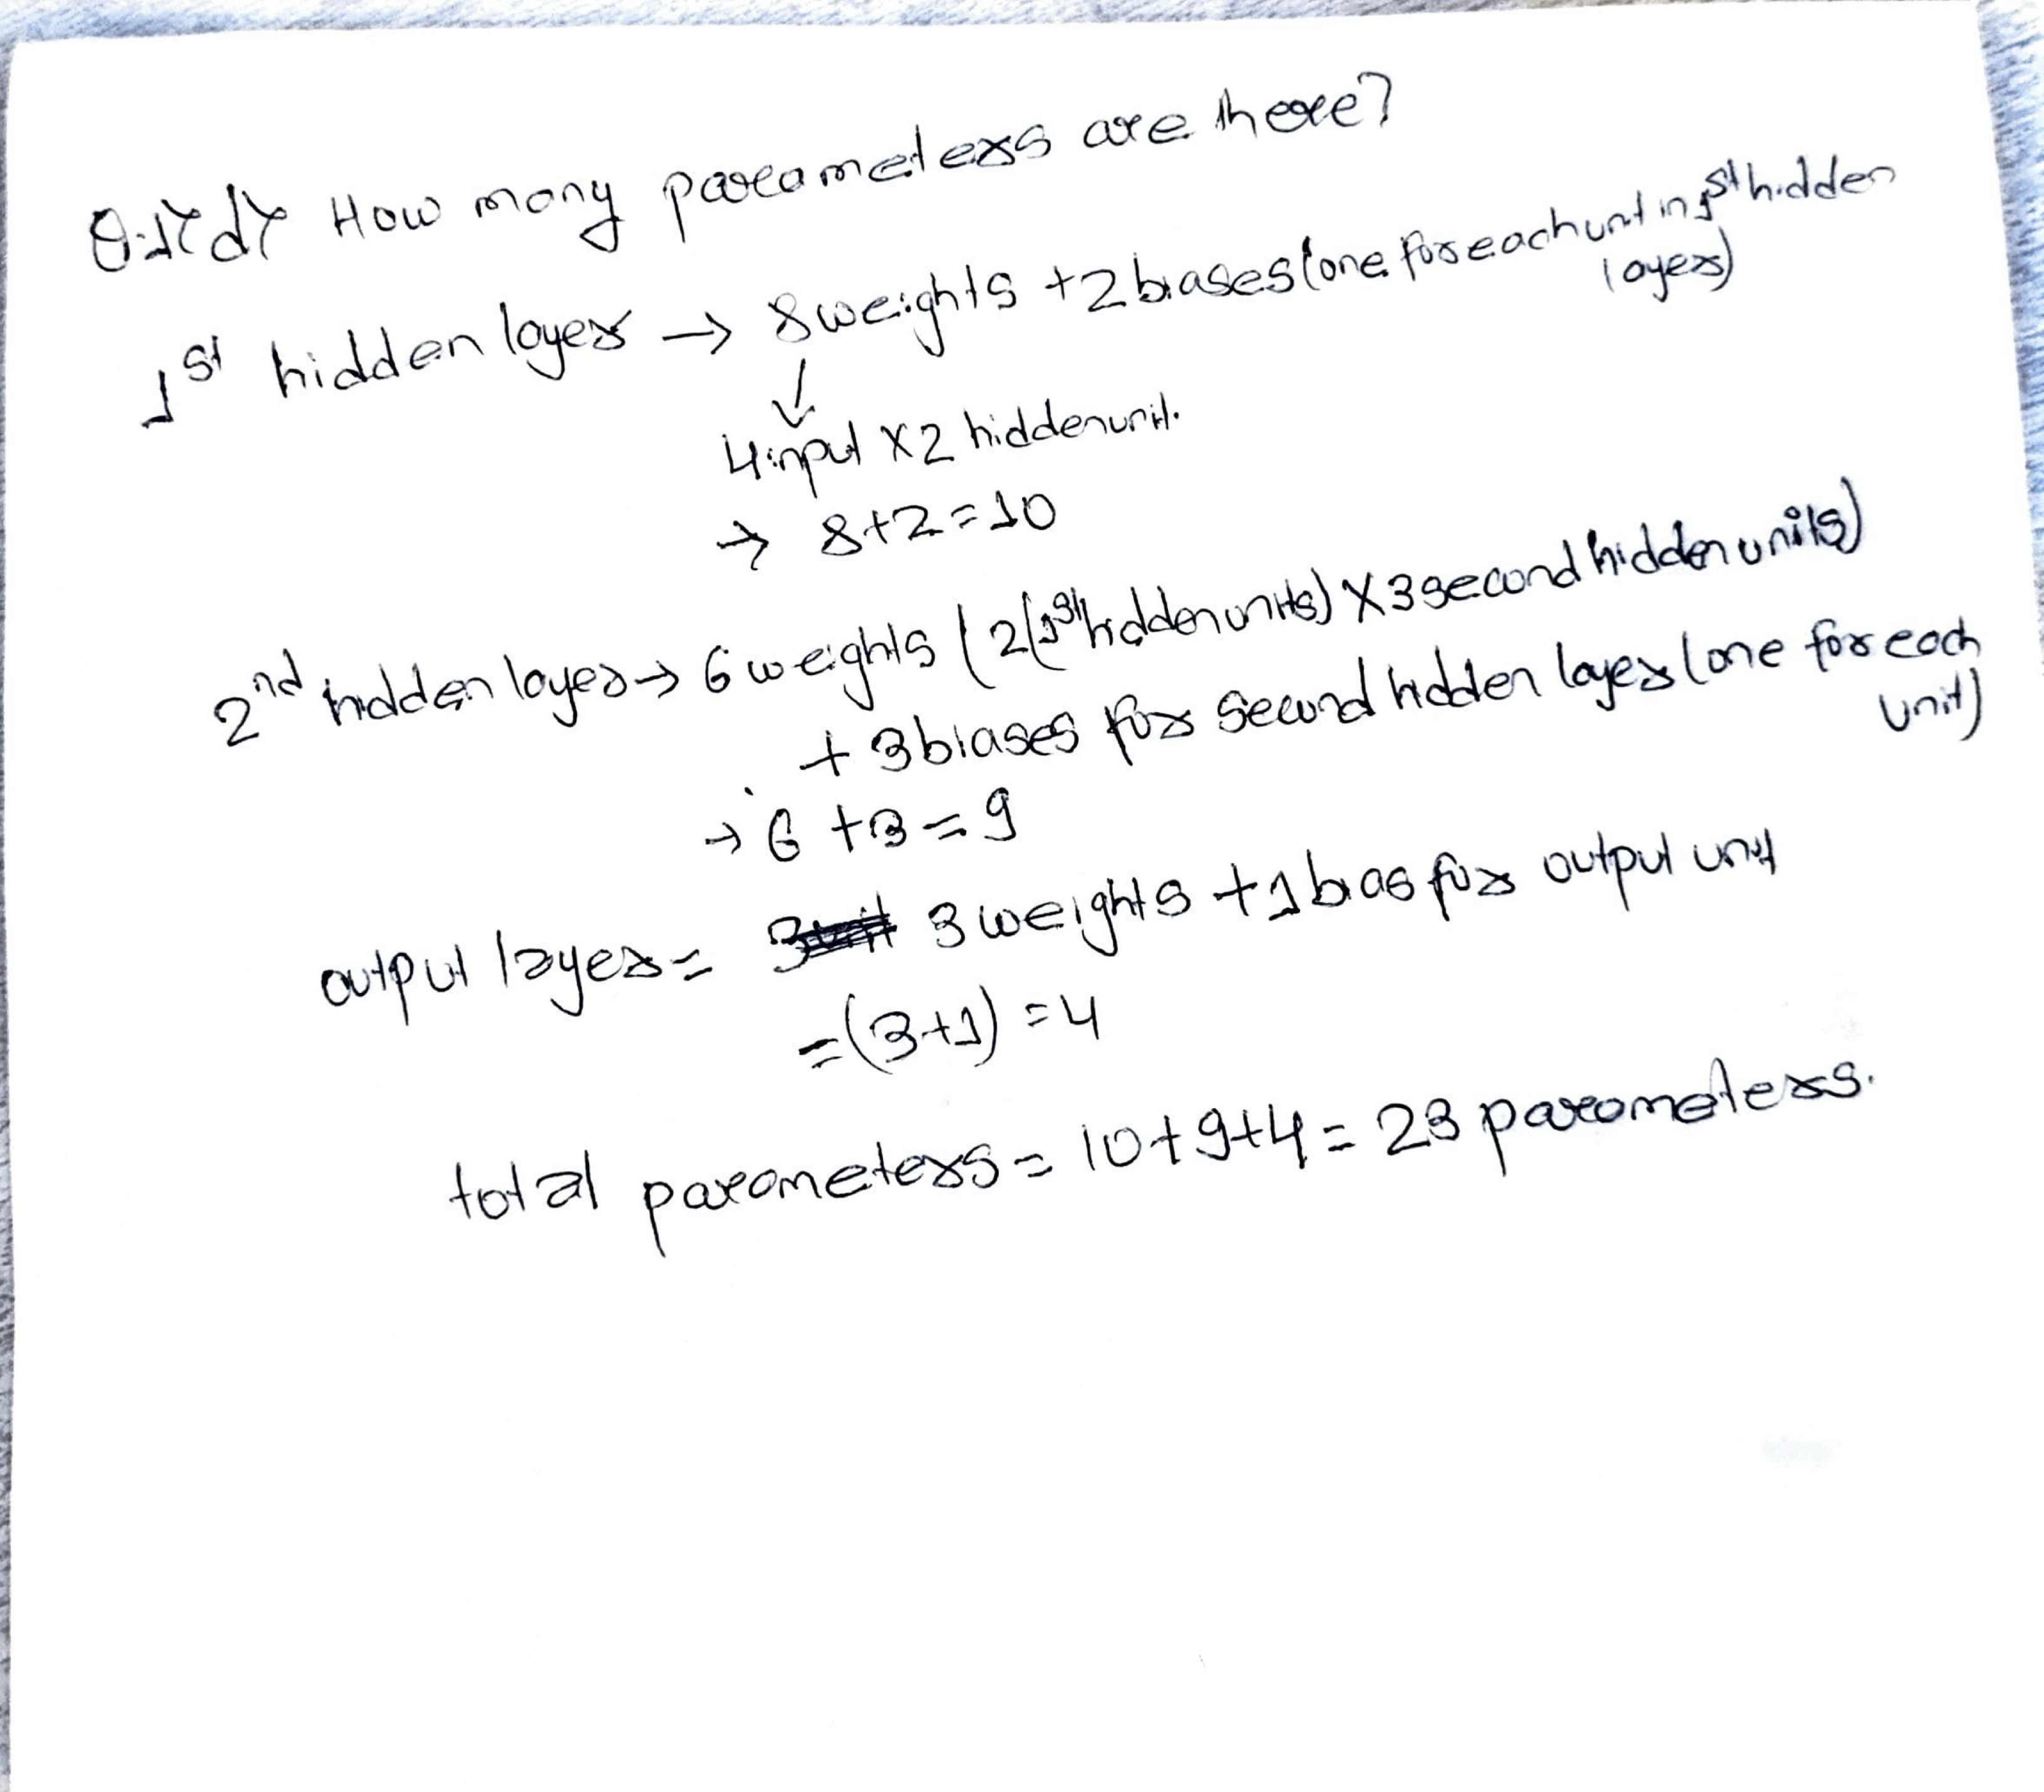 Q.1> d> How many parameters are there?
1st hidden layer → 8 weights + 2 biases (one for each unit in 1st hidden
layer)
↓
4 input X 2 hidden unit.
→ 8+2=10
2nd hidden layer → 6 weights (2(1st hidden units) X 3 second hidden units)
+ 3 biases for second hidden layer (one for each
unit)
→ 6 +3 = 9
output layer = 3 weights + 1 bias for output unit
= (3+1) = 4
total parameters = 10+9+4 = 23 parameters.